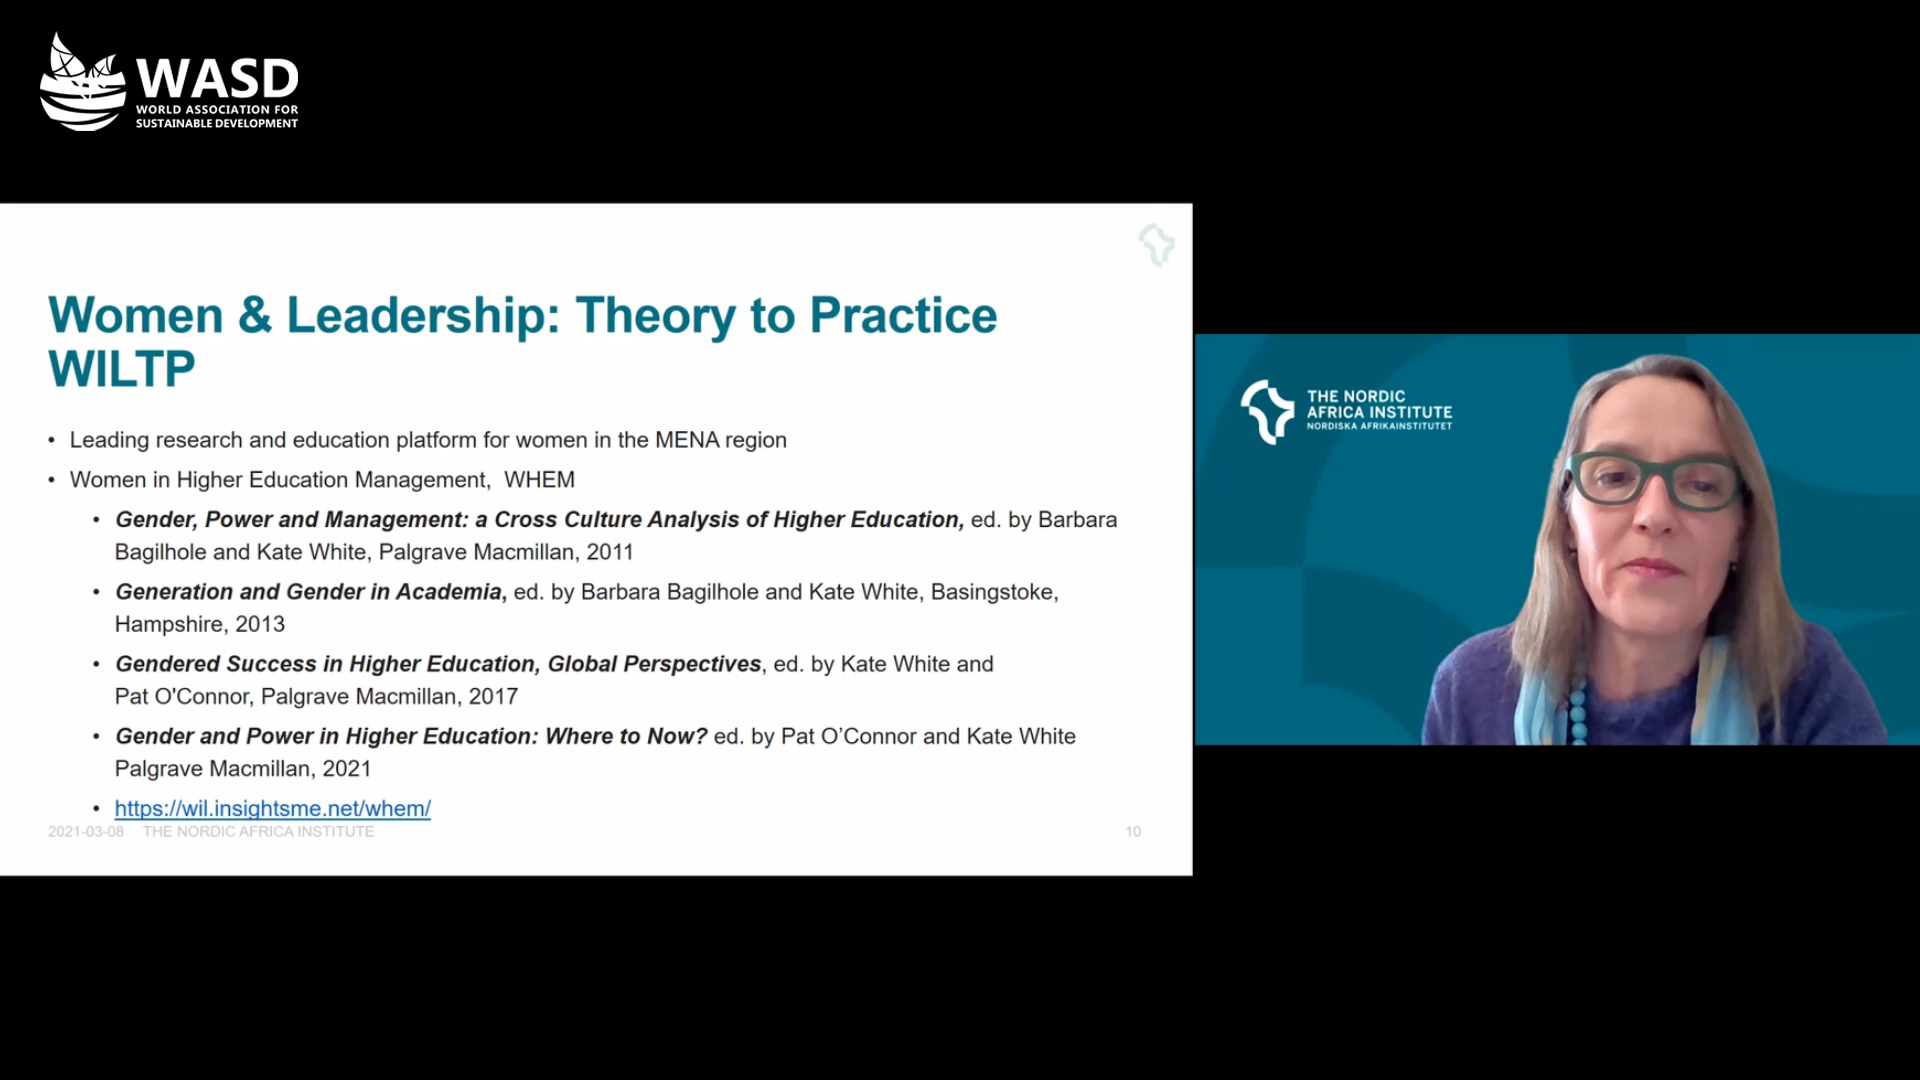 WASD
WORLD ASSOCIATION FOR
SUSTAINABLE DEVELOPMENT
Women & Leadership: Theory to Practice
WILTP
• Leading research and education platform for women in the MENA region
• Women in Higher Education Management, WHEM
• Gender, Power and Management: a Cross Culture Analysis of Higher Education, ed. by Barbara
Bagilhole and Kate White, Palgrave Macmillan, 2011
• Generation and Gender in Academia, ed. by Barbara Bagilhole and Kate White, Basingstoke,
Hampshire, 2013
• Gendered Success in Higher Education, Global Perspectives, ed. by Kate White and
Pat O'Connor, Palgrave Macmillan, 2017
• Gender and Power in Higher Education: Where to Now? ed. by Pat O’Connor and Kate White
Palgrave Macmillan, 2021
• https://wil.insightsme.net/whem/
2021-03-08 THE NORDIC AFRICA INSTITUTE 10
THE NORDIC
AFRICA INSTITUTE
NORDISKA AFRIKAINSTITUTET